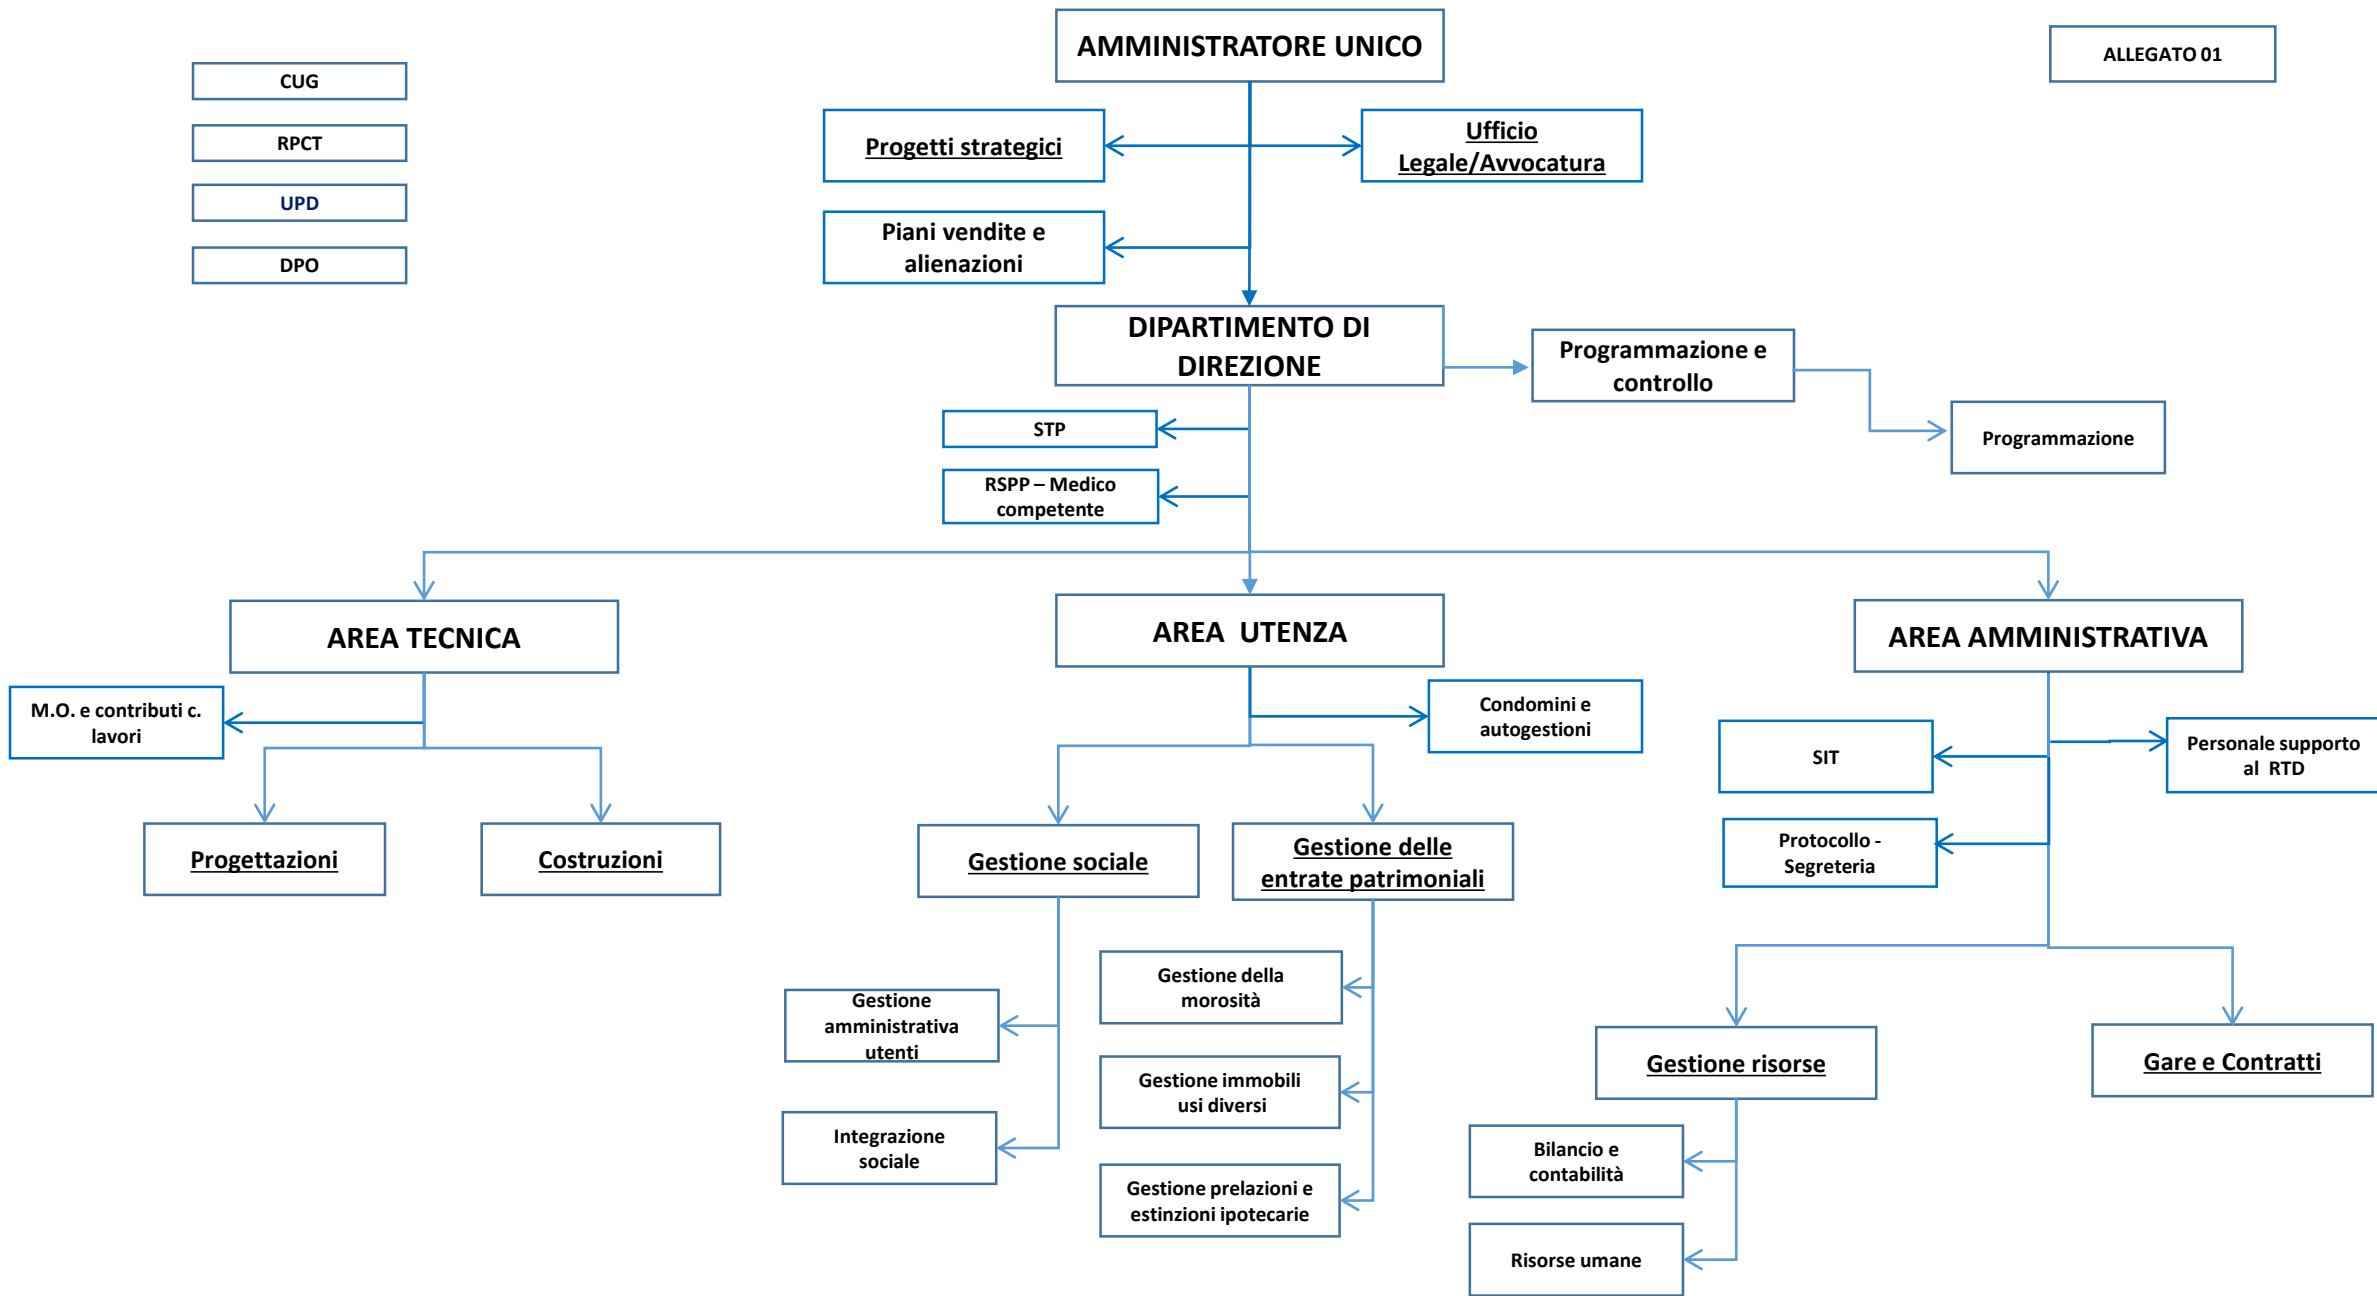 AMMINISTRATORE UNICO
ALLEGATO 01
CUG
RPCT
UPD
DPO
Progetti strategici
Ufficio
Legale/Avvocatura
Piani vendite e
alienazioni
DIPARTIMENTO DI
DIREZIONE
Programmazione e
controllo
Programmazione
STP
RSPP – Medico
competente
AREA TECNICA
AREA  UTENZA
AREA AMMINISTRATIVA
M.O. e contributi c.
lavori
Condomini e
autogestioni
SIT
Personale supporto
al  RTD
Protocollo -
Segreteria
Progettazioni
Costruzioni
Gestione sociale
Gestione delle
entrate patrimoniali
Gestione
amministrativa
utenti
Integrazione
sociale
Gestione della
morosità
Gestione immobili
usi diversi
Gestione prelazioni e
estinzioni ipotecarie
Gestione risorse
Gare e Contratti
Bilancio e
contabilità
Risorse umane